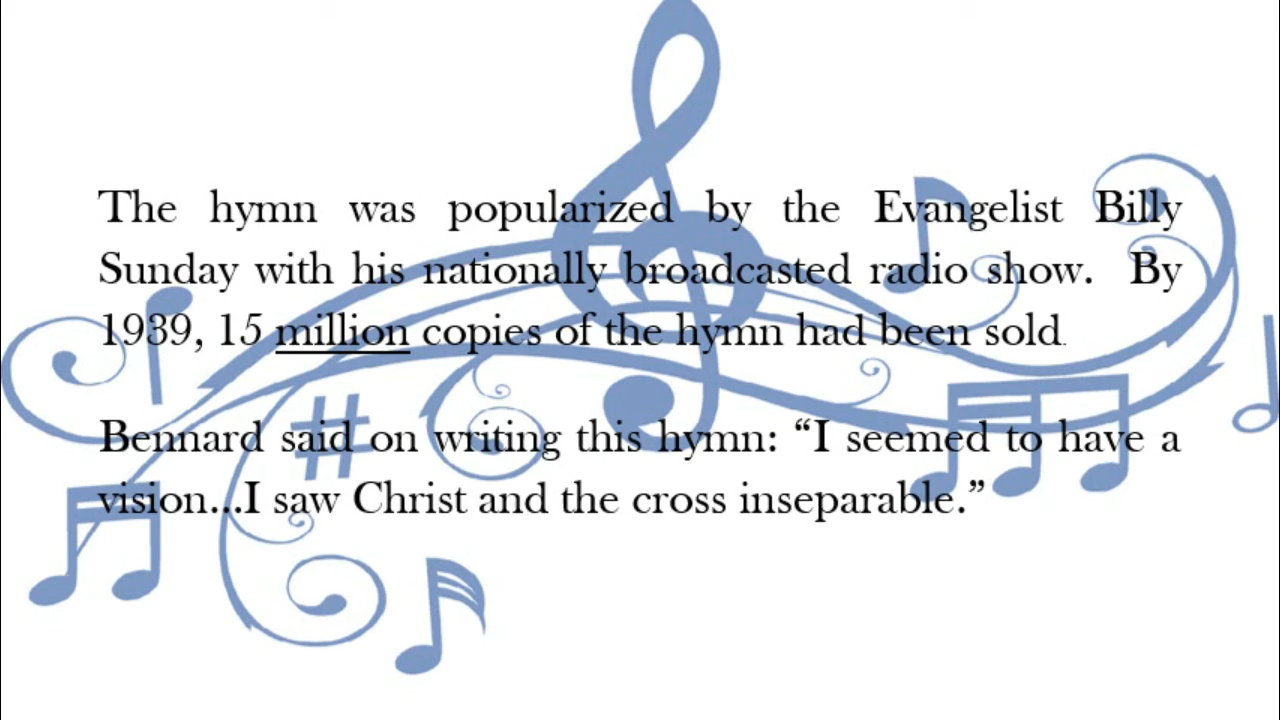 The hymn was popularized by the Evangelist Billy
Sunday with his nationally broadcasted radio show. By
1939, 15 million copies of the hymn had been sold.
Bennard said on writing this hymn: “I seemed to have a
vision...I saw Christ and the cross inseparable.”